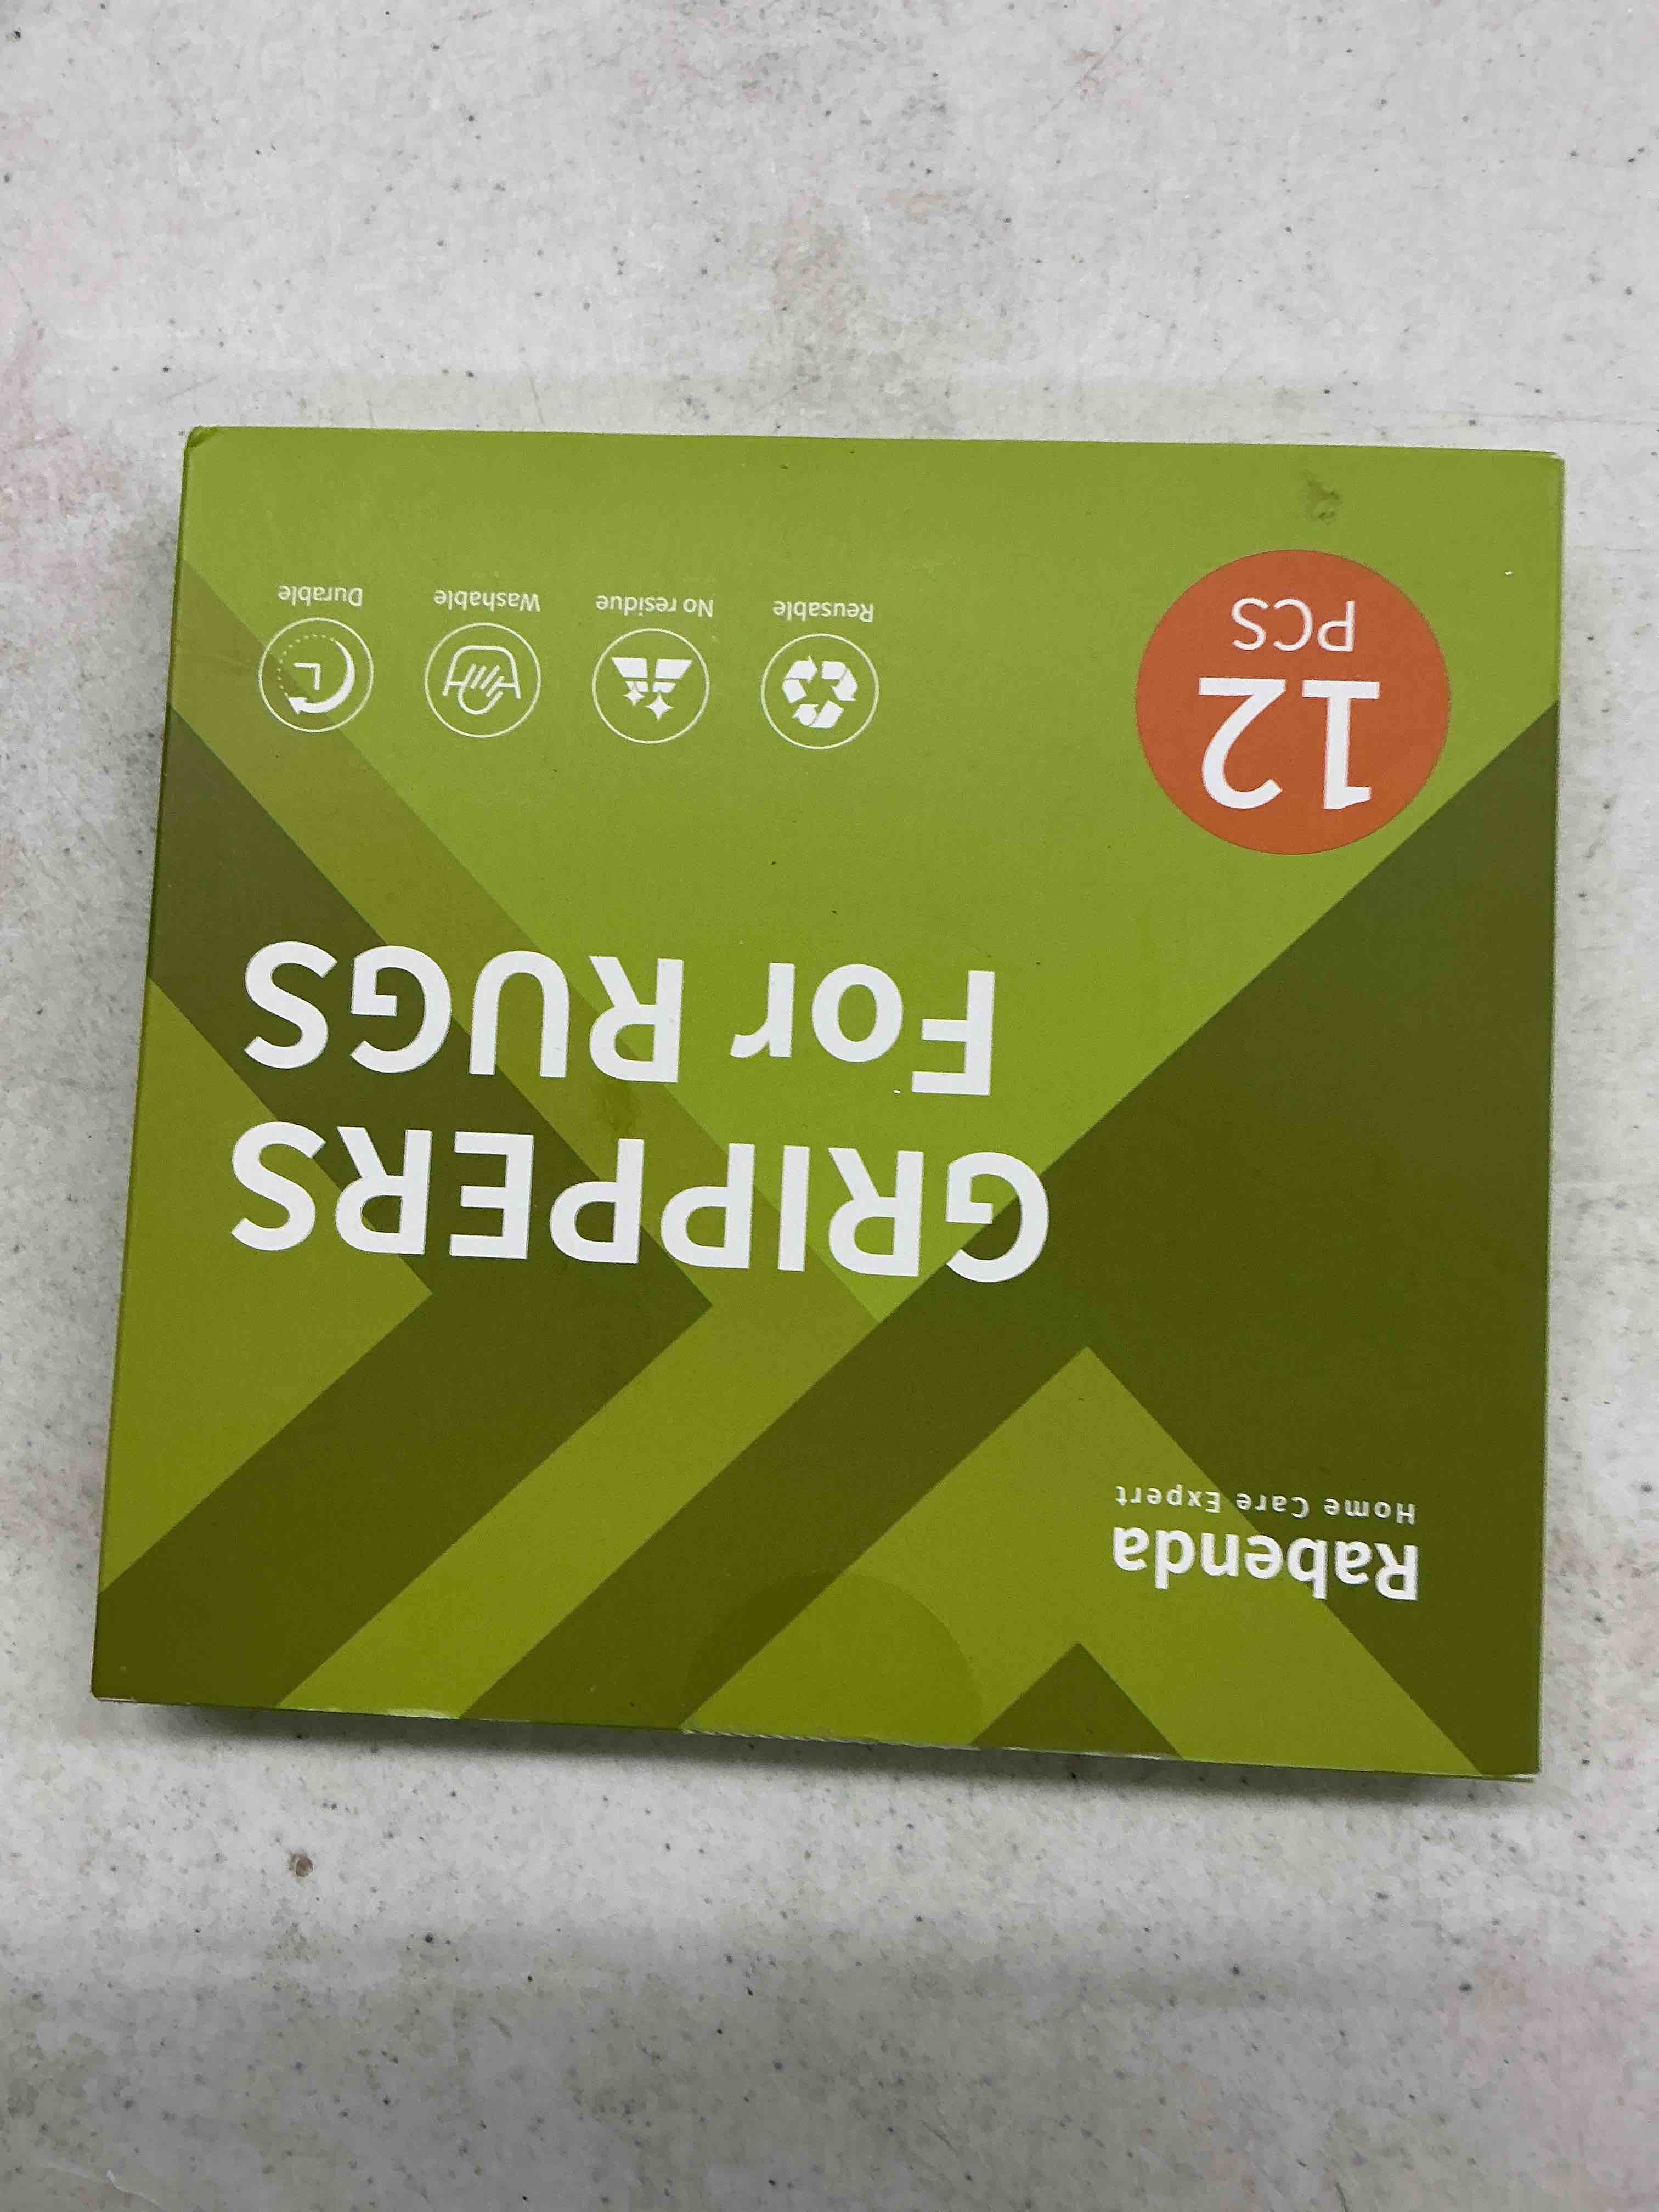 Rabenda
Home Care Expert
GRIPPERS
For RUGS
12
PCS
Reusable
No residue
Washable
Durable